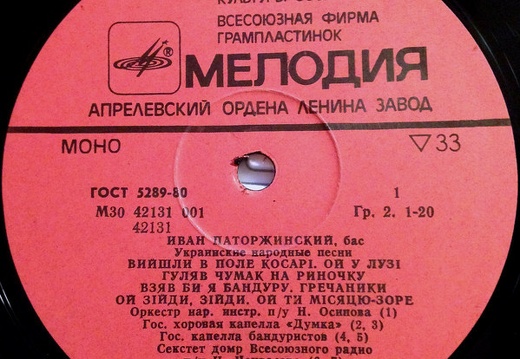 ВСЕСОЮЗНАЯ ФИРМА
ГРАМПЛАСТИНОК
МЕЛОДИЯ
АПРЕЛЕВСКИЙ ОРДЕНА ЛЕНИНА ЗАВОД
МОНО ▽33
ГОСТ 5289-80 1
М30 42131 001 Гр. 2. 1-20
42131
ИВАН ПАТОРЖИНСКИЙ, бас
Украинские народные песни
ВИЙШЛИ В ПОЛЕ КОСАРІ. ОЙ У ЛУЗІ
ГУЛЯВ ЧУМАК НА РИНОЧКУ
ВЗЯВ БИ Я БАНДУРУ. ГРЕЧАНИКИ
ОЙ ЗІЙДИ, ЗІЙДИ. ОЙ ТИ МІСЯЦЮ-ЗОРЕ
Оркестр нар. инстр. п/у Н. Осипова (1)
Гос. хоровая капелла «Думка» (2, 3)
Гос. капелла бандуристов (4, 5)
Секстет домр Всесоюзного радио